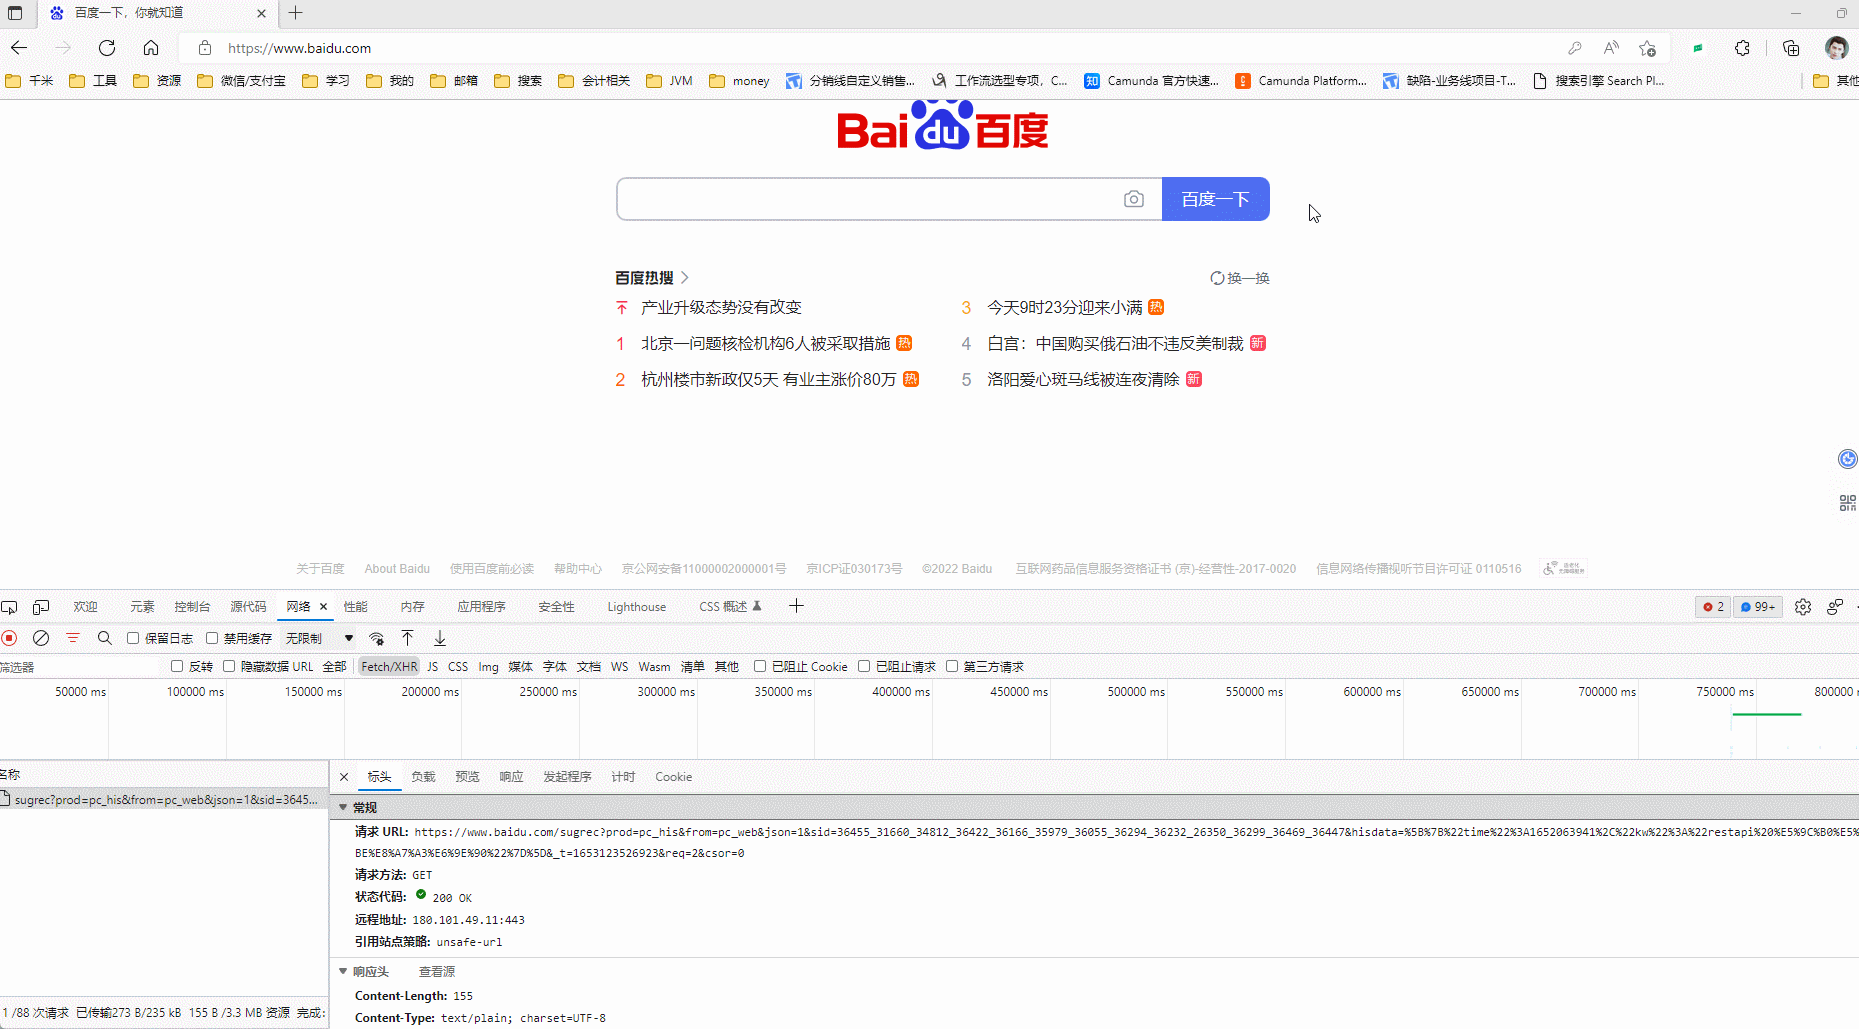 百度一下，你就知道
https://www.baidu.com
千米 工具 资源 微信/支付宝 学习 我的 邮箱 搜索 会计相关 JVM money 分销线自定义销售... 工作流选型专项，C... Camunda 官方快速... Camunda Platform... 缺陷-业务线项目-T... 搜索引擎 Search Pl... 其他
Bai du 百度
百度一下
百度热搜 换一换
产业升级态势没有改变
1 北京一问题核检机构6人被采取措施 热
2 杭州楼市新政仅5天 有业主涨价80万 热
3 今天9时23分迎来小满 热
4 白宫：中国购买俄石油不违反美制裁 新
5 洛阳爱心斑马线被连夜清除 新
关于百度 About Baidu 使用百度前必读 帮助中心 京公网安备11000002000001号 京ICP证030173号 ©2022 Baidu 互联网药品信息服务资格证书 (京)-经营性-2017-0020 信息网络传播视听节目许可证 0110516
欢迎 元素 控制台 源代码 网络 性能 内存 应用程序 安全性 Lighthouse CSS 概述 2 99+
保留日志 禁用缓存 无限制
筛选器 反转 隐藏数据 URL 全部 Fetch/XHR JS CSS Img 媒体 字体 文档 WS Wasm 清单 其他 已阻止 Cookie 已阻止请求 第三方请求
50000 ms 100000 ms 150000 ms 200000 ms 250000 ms 300000 ms 350000 ms 400000 ms 450000 ms 500000 ms 550000 ms 600000 ms 650000 ms 700000 ms 750000 ms 800000
名称
sugrec?prod=pc_his&from=pc_web&json=1&sid=3645...
标头 负载 预览 响应 发起程序 计时 Cookie
常规
请求 URL: https://www.baidu.com/sugrec?prod=pc_his&from=pc_web&json=1&sid=36455_31660_34812_36422_36166_35979_36055_36294_36232_26350_36299_36469_36447&hisdata=%5B%7B%22time%22%3A1652063941%2C%22kw%22%3A%22restapi%20%E5%9C%B0%E5%
BE%E8%A7%A3%E6%9E%90%22%7D%5D&_t=1653123526923&req=2&csor=0
请求方法: GET
状态代码: 200 OK
远程地址: 180.101.49.11:443
引用站点策略: unsafe-url
响应头 查看源
Content-Length: 155
Content-Type: text/plain; charset=UTF-8
1 /88 次请求 已传输273 B/235 kB 155 B /3.3 MB 资源 完成: